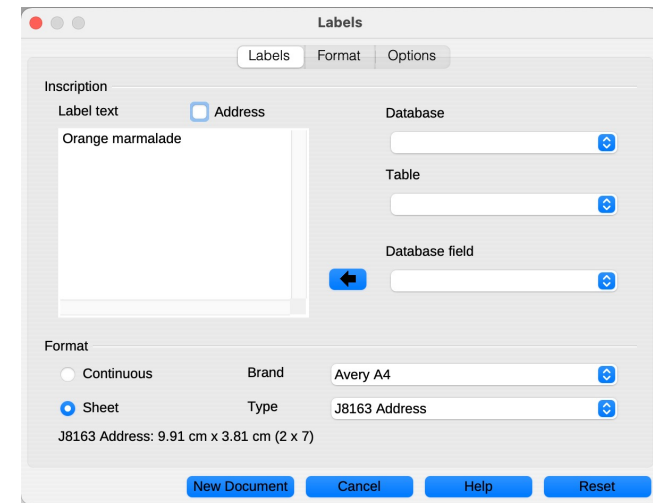 Labels
Labels Format Options
Inscription
Label text Address Database
Orange marmalade
Table
Database field
Format
Continuous Brand Avery A4
Sheet Type J8163 Address
J8163 Address: 9.91 cm x 3.81 cm (2 x 7)
New Document Cancel Help Reset